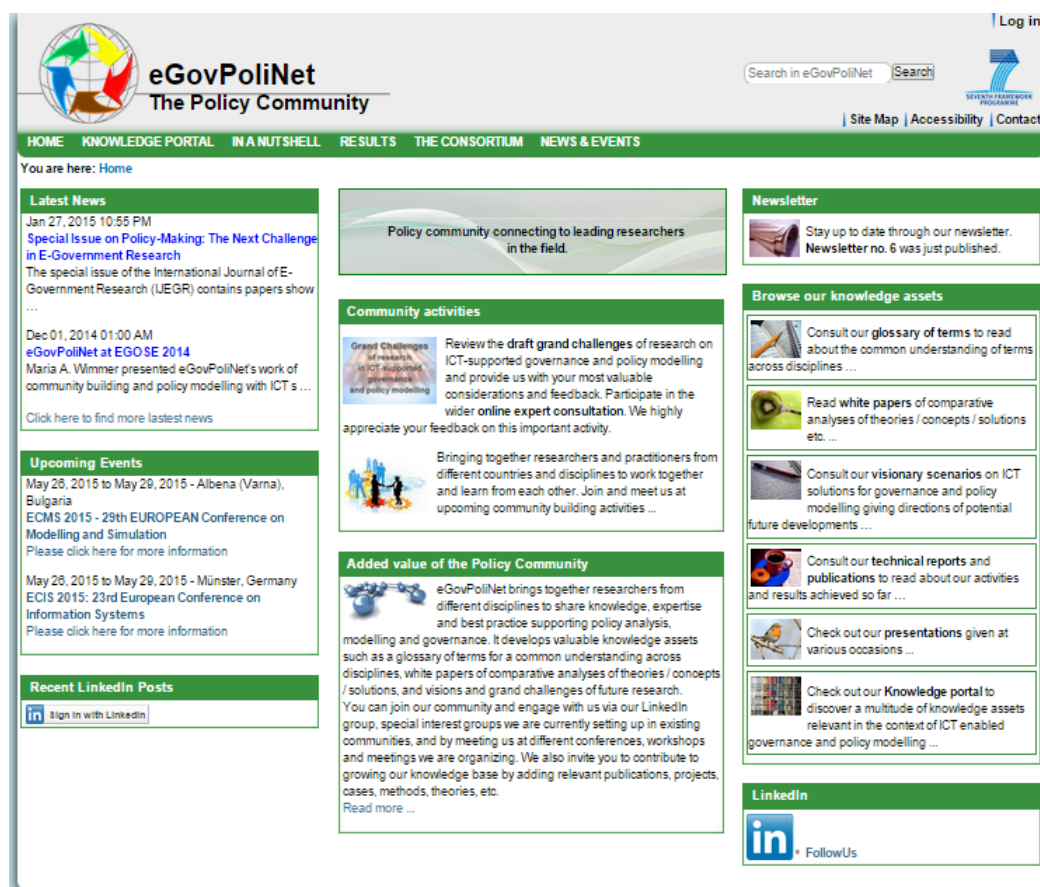 Log in
eGovPoliNet
The Policy Community
Search in eGovPoliNet
Search
SEVENTH FRAMEWORK
PROGRAMME
Site Map
Accessibility
Contact
HOME KNOWLEDGE PORTAL IN A NUTSHELL RESULTS THE CONSORTIUM NEWS & EVENTS
You are here: Home
Latest News
Jan 27, 2015 10:55 PM
Special Issue on Policy-Making: The Next Challenge
in E-Government Research
The special issue of the International Journal of E-
Government Research (IJEGR) contains papers show
...
Dec 01, 2014 01:00 AM
eGovPoliNet at EGOSE 2014
Maria A. Wimmer presented eGovPoliNet's work of
community building and policy modelling with ICT s ...
Click here to find more lastest news
Upcoming Events
May 26, 2015 to May 29, 2015 - Albena (Varna),
Bulgaria
ECMS 2015 - 29th EUROPEAN Conference on
Modelling and Simulation
Please click here for more information
May 26, 2015 to May 29, 2015 - Münster, Germany
ECIS 2015: 23rd European Conference on
Information Systems
Please click here for more information
Recent LinkedIn Posts
in Sign in with LinkedIn
Policy community connecting to leading researchers
in the field.
Community activities
Grand Challenges
of research
in ICT-supported
governance
and policy modelling
Review the draft grand challenges of research on
ICT-supported governance and policy modelling
and provide us with your most valuable
considerations and feedback. Participate in the
wider online expert consultation. We highly
appreciate your feedback on this important activity.
Bringing together researchers and practitioners from
different countries and disciplines to work together
and learn from each other. Join and meet us at
upcoming community building activities ...
Added value of the Policy Community
eGovPoliNet brings together researchers from
different disciplines to share knowledge, expertise
and best practice supporting policy analysis,
modelling and governance. It develops valuable knowledge assets
such as a glossary of terms for a common understanding across
disciplines, white papers of comparative analyses of theories / concepts
/ solutions, and visions and grand challenges of future research.
You can join our community and engage with us via our LinkedIn
group, special interest groups we are currently setting up in existing
communities, and by meeting us at different conferences, workshops
and meetings we are organizing. We also invite you to contribute to
growing our knowledge base by adding relevant publications, projects,
cases, methods, theories, etc.
Read more ...
Newsletter
Stay up to date through our newsletter.
Newsletter no. 6 was just published.
Browse our knowledge assets
Consult our glossary of terms to read
about the common understanding of terms
across disciplines ...
Read white papers of comparative
analyses of theories / concepts / solutions
etc. ...
Consult our visionary scenarios on ICT
solutions for governance and policy
modelling giving directions of potential
future developments ...
Consult our technical reports and
publications to read about our activities
and results achieved so far ...
Check out our presentations given at
various occasions ...
Check out our Knowledge portal to
discover a multitude of knowledge assets
relevant in the context of ICT enabled
governance and policy modelling ...
LinkedIn
in
FollowUs